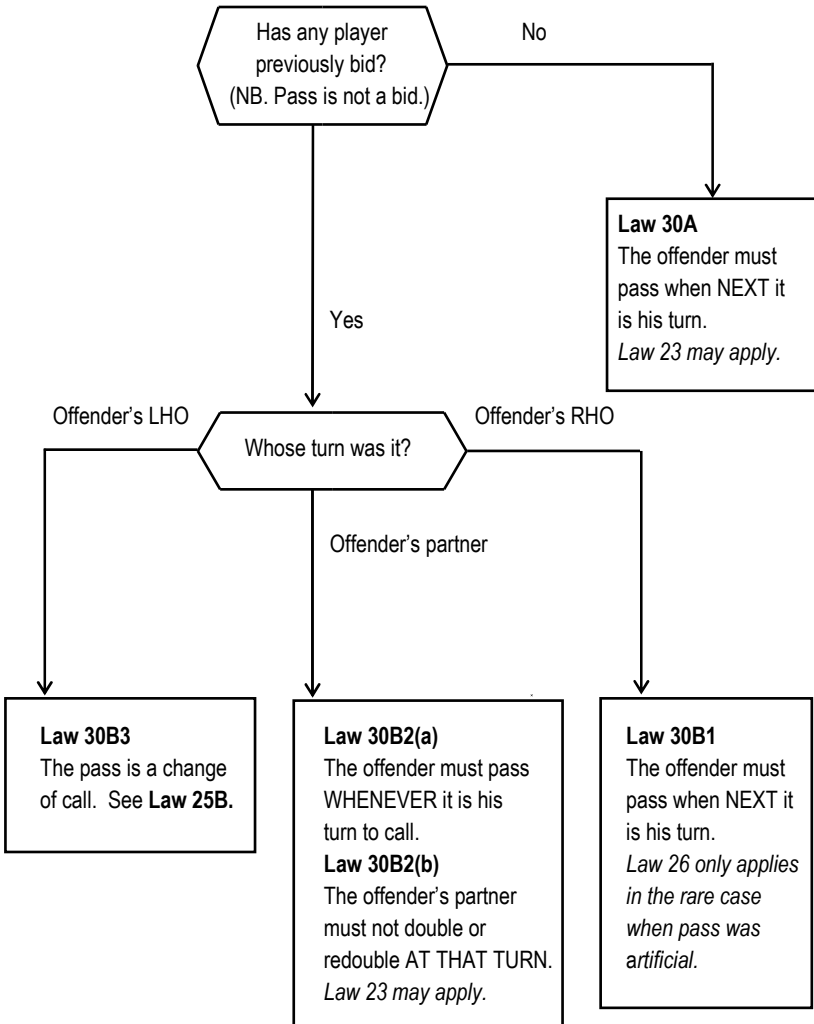 Has any player
previously bid?
(NB. Pass is not a bid.)
No
Law 30A
The offender must
pass when NEXT it
is his turn.
Law 23 may apply.
Yes
Offender's LHO
Whose turn was it?
Offender's RHO
Offender's partner
Law 30B3
The pass is a change
of call. See Law 25B.
Law 30B2(a)
The offender must pass
WHENEVER it is his
turn to call.
Law 30B2(b)
The offender's partner
must not double or
redouble AT THAT TURN.
Law 23 may apply.
Law 30B1
The offender must
pass when NEXT it
is his turn.
Law 26 only applies
in the rare case
when pass was
artificial.